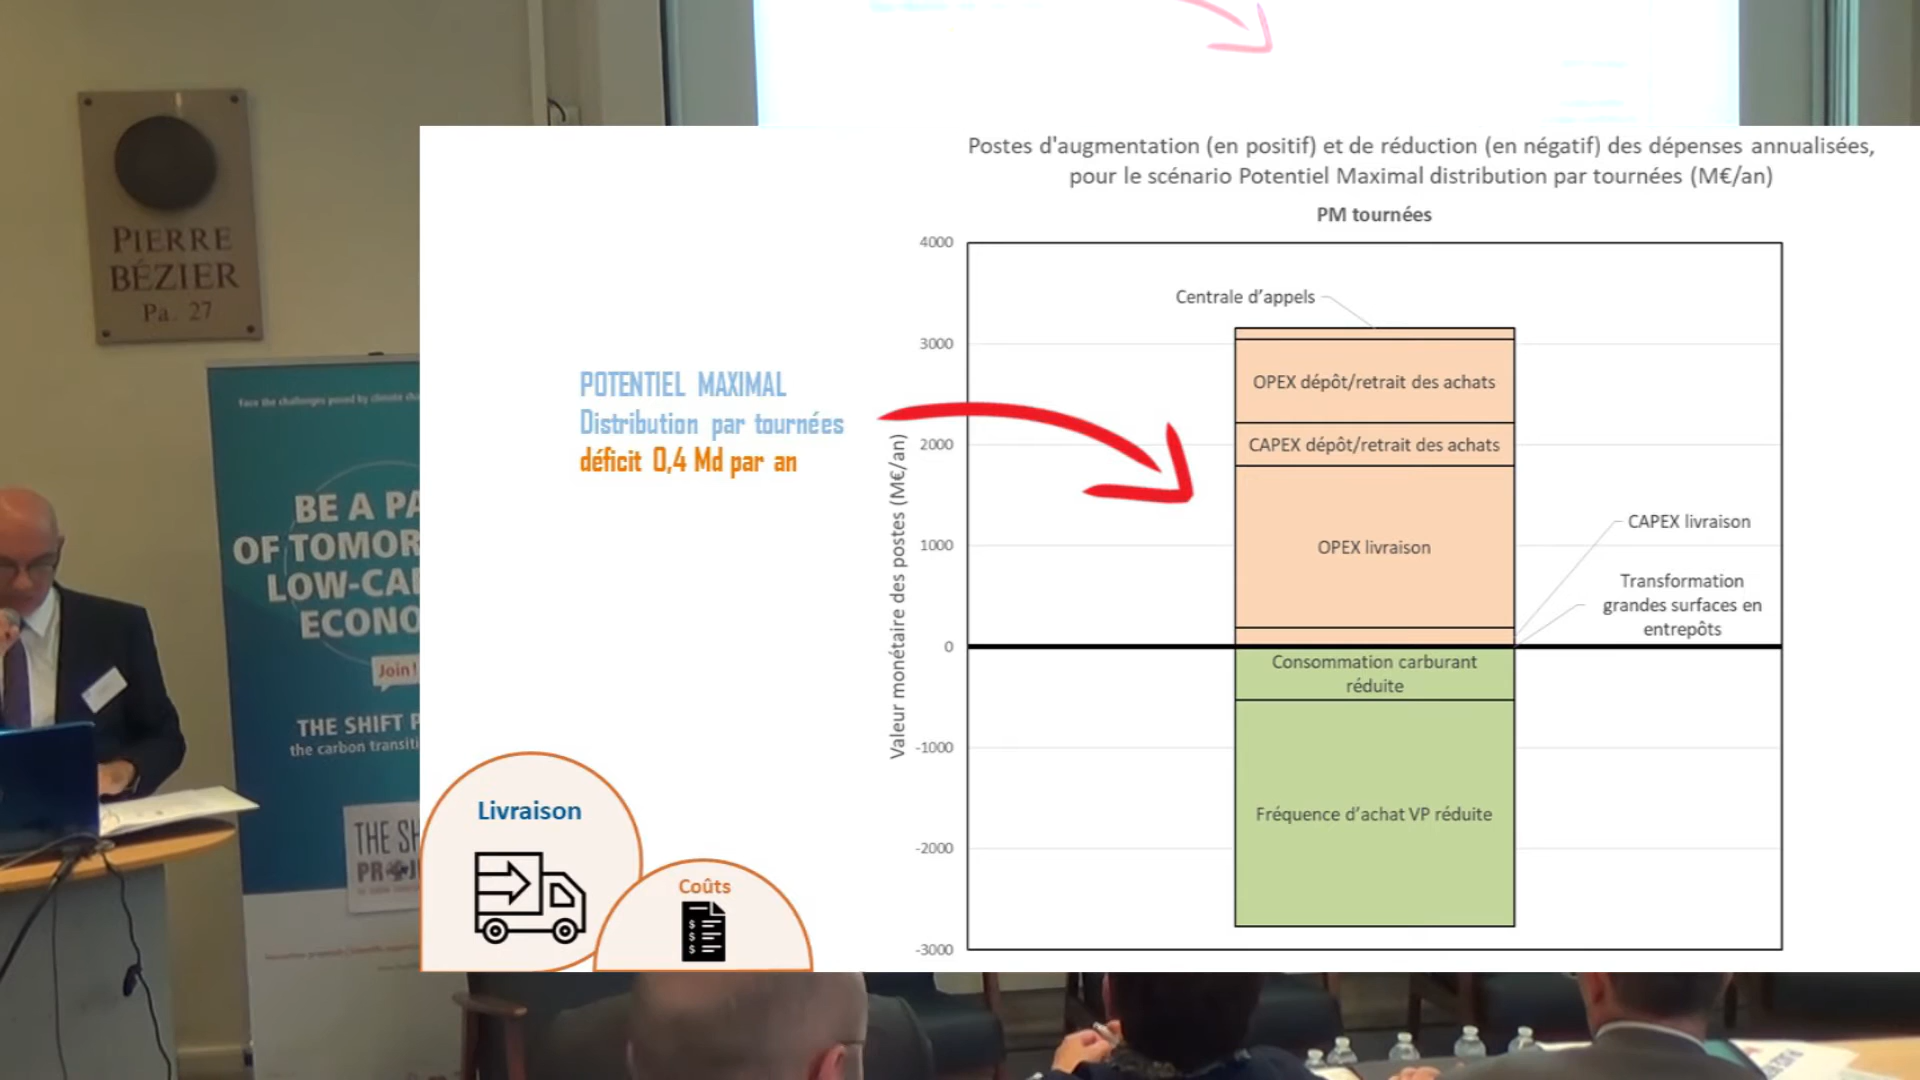 PIERRE
BÉZIER
Pa. 27
BE A PA
OF TOMOR
LOW-CA
ECONO
Join!
THE SHIFT P
the carbon transiti
THE SH
PR
Postes d'augmentation (en positif) et de réduction (en négatif) des dépenses annualisées,
pour le scénario Potentiel Maximal distribution par tournées (M€/an)
PM tournées
POTENTIEL MAXIMAL
Distribution par tournées
déficit 0,4 Md par an
Valeur monétaire des postes (M€/an)
4000
3000
2000
1000
0
-1000
-2000
-3000
Centrale d'appels
OPEX dépôt/retrait des achats
CAPEX dépôt/retrait des achats
OPEX livraison
CAPEX livraison
Transformation
grandes surfaces en
entrepôts
Consommation carburant
réduite
Fréquence d'achat VP réduite
Livraison
Coûts